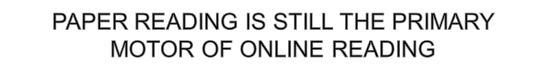 PAPER READING IS STILL THE PRIMARY
MOTOR OF ONLINE READING